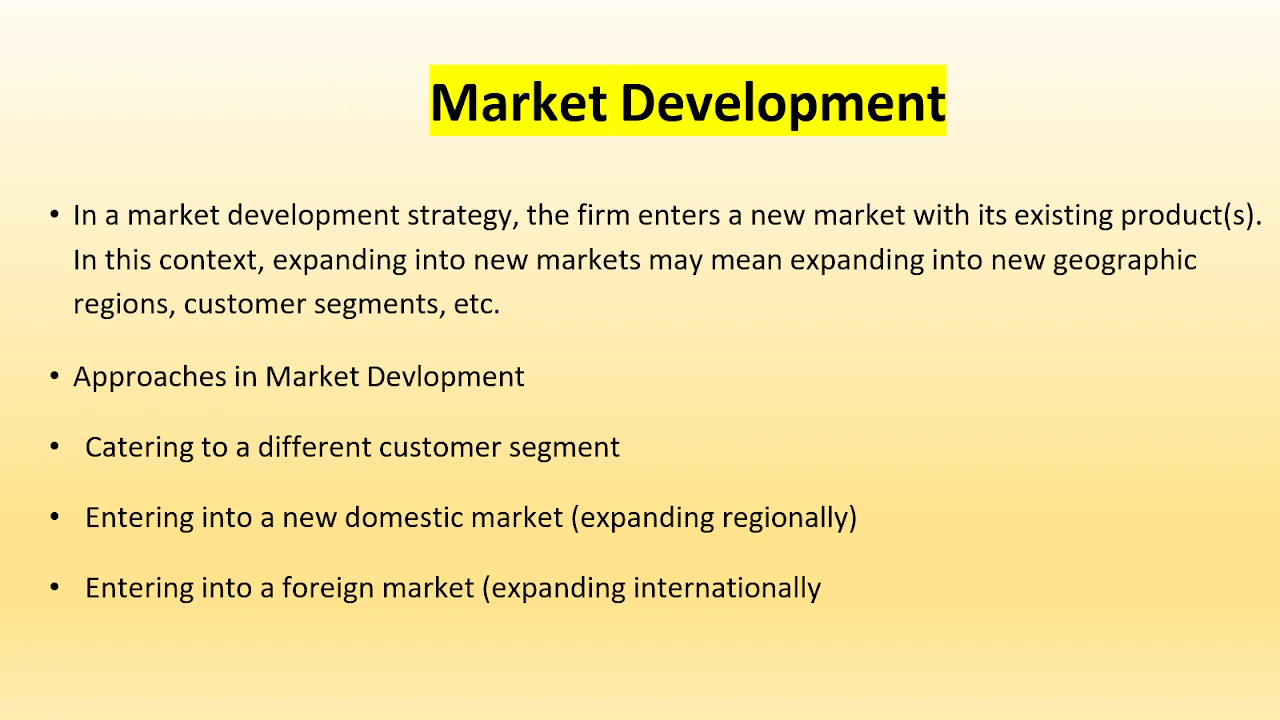 Market Development
• In a market development strategy, the firm enters a new market with its existing product(s).
In this context, expanding into new markets may mean expanding into new geographic
regions, customer segments, etc.
• Approaches in Market Devlopment
• Catering to a different customer segment
• Entering into a new domestic market (expanding regionally)
• Entering into a foreign market (expanding internationally